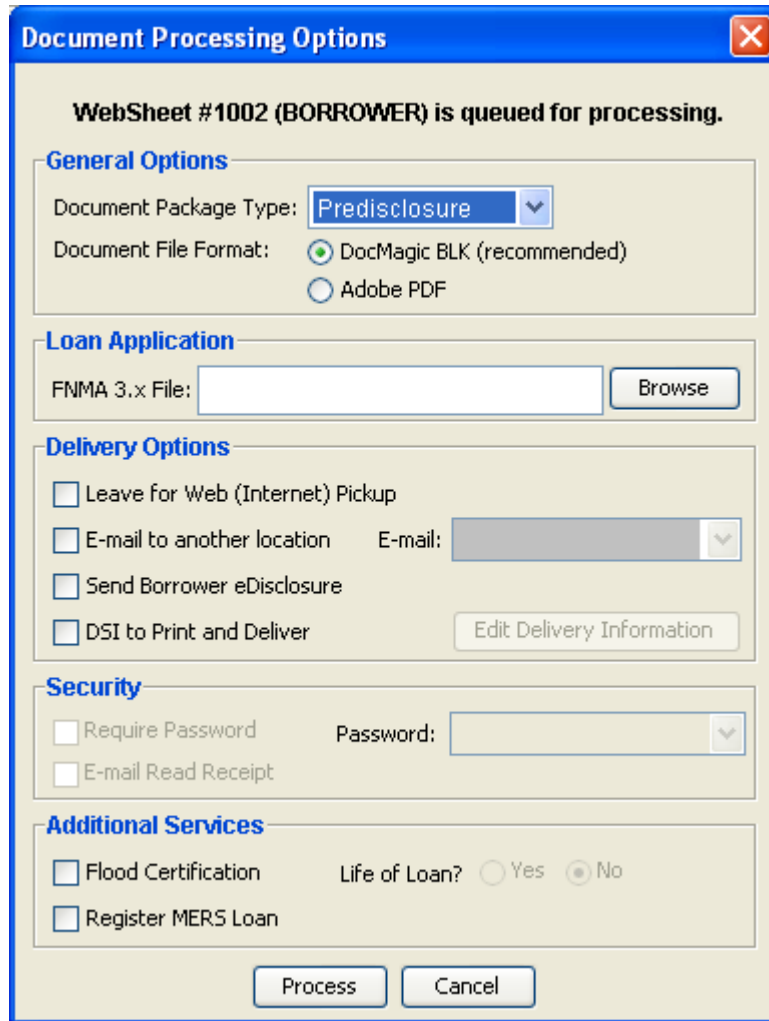 Document Processing Options
WebSheet #1002 (BORROWER) is queued for processing.
General Options
Document Package Type: Predisclosure
Document File Format: DocMagic BLK (recommended)
Adobe PDF
Loan Application
FNMA 3.x File: Browse
Delivery Options
Leave for Web (Internet) Pickup
E-mail to another location E-mail:
Send Borrower eDisclosure
DSI to Print and Deliver Edit Delivery Information
Security
Require Password Password:
E-mail Read Receipt
Additional Services
Flood Certification Life of Loan? Yes No
Register MERS Loan
Process Cancel